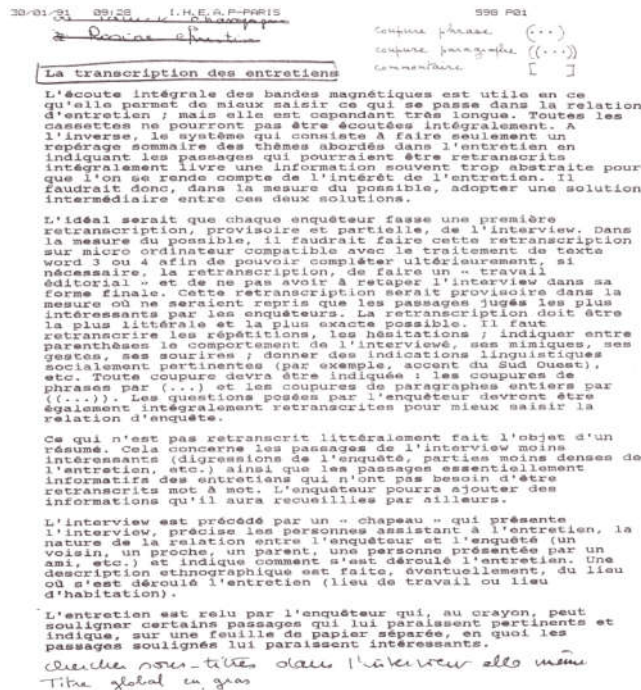 30/01/91 09:28 I.H.E.A.P-PARIS 598 P01
coupure phrase (...)
coupure paragraphe ((...))
commentaire [ ]
La transcription des entretiens
L'écoute intégrale des bandes magnétiques est utile en ce
qu'elle permet de mieux saisir ce qui se passe dans la relation
d'entretien ; mais elle est cependant très longue. Toutes les
cassettes ne pourront pas être écoutées intégralement. A
l'inverse, le système qui consiste à faire seulement un
repérage sommaire des thèmes abordés dans l'entretien en
indiquant les passages qui pourraient être retranscrits
intégralement livre une information souvent trop abstraite pour
que l'on se rende compte de l'intérêt de l'entretien. Il
faudrait donc, dans la mesure du possible, adopter une solution
intermédiaire entre ces deux solutions.
L'idéal serait que chaque enquêteur fasse une première
retranscription, provisoire et partielle, de l'interview. Dans
la mesure du possible, il faudrait faire cette retranscription
sur micro ordinateur compatible avec le traitement de texte
word 3 ou 4 afin de pouvoir compléter ultérieurement, si
nécessaire, la retranscription, de faire un « travail
éditorial » et de ne pas avoir à retaper l'interview dans sa
forme finale. Cette retranscription serait provisoire dans la
mesure où ne seraient repris que les passages jugés les plus
intéressants par les enquêteurs. La retranscription doit être
la plus littérale et la plus exacte possible. Il faut
retranscrire les répétitions, les hésitations ; indiquer entre
parenthèses le comportement de l'interviewé, ses mimiques, ses
gestes, ses sourires ; donner des indications linguistiques
socialement pertinentes (par exemple, accent du Sud Ouest),
etc. Toute coupure devra être indiquée : les coupures de
phrases par (...) et les coupures de paragraphes entiers par
((...)). Les questions posées par l'enquêteur devront être
également intégralement retranscrites pour mieux saisir la
relation d'enquête.
Ce qui n'est pas retranscrit littéralement fait l'objet d'un
résumé. Cela concerne les passages de l'interview moins
intéressants (digressions de l'enquêté, parties moins denses de
l'entretien, etc.) ainsi que les passages essentiellement
informatifs des entretiens qui n'ont pas besoin d'être
retranscrits mot à mot. L'enquêteur pourra ajouter des
informations qu'il aura recueillies par ailleurs.
L'interview est précédé par un « chapeau » qui présente
l'interview, précise les personnes assistant à l'entretien, la
nature de la relation entre l'enquêteur et l'enquêté (un
voisin, un proche, un parent, une personne présentée par un
ami, etc.) et indique comment s'est déroulé l'entretien. Une
description ethnographique est faite, éventuellement, du lieu
où s'est déroulé l'entretien (lieu de travail ou lieu
d'habitation).
L'entretien est relu par l'enquêteur qui, au crayon, peut
souligner certains passages qui lui paraissent pertinents et
indique, sur une feuille de papier séparée, en quoi les
passages soulignés lui paraissent intéressants.
chercher sous-titres dans l'interview elle même
Titre global en gras